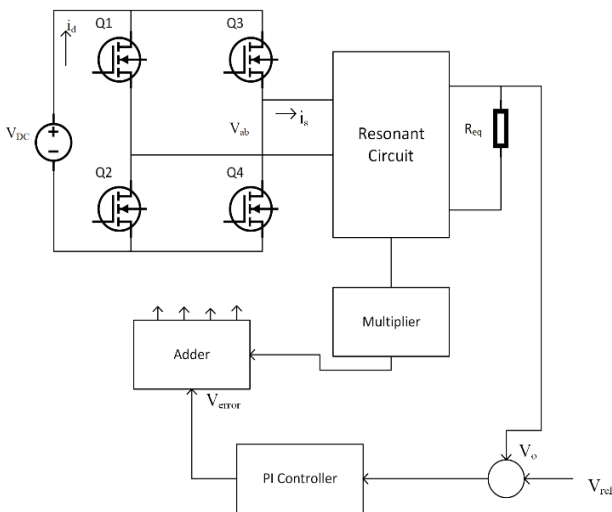 Q1
Q3
i_d
V_DC
+
−
V_ab
i_s
Resonant
Circuit
R_eq
Q2
Q4
Multiplier
Adder
V_error
PI Controller
V_o
V_ref